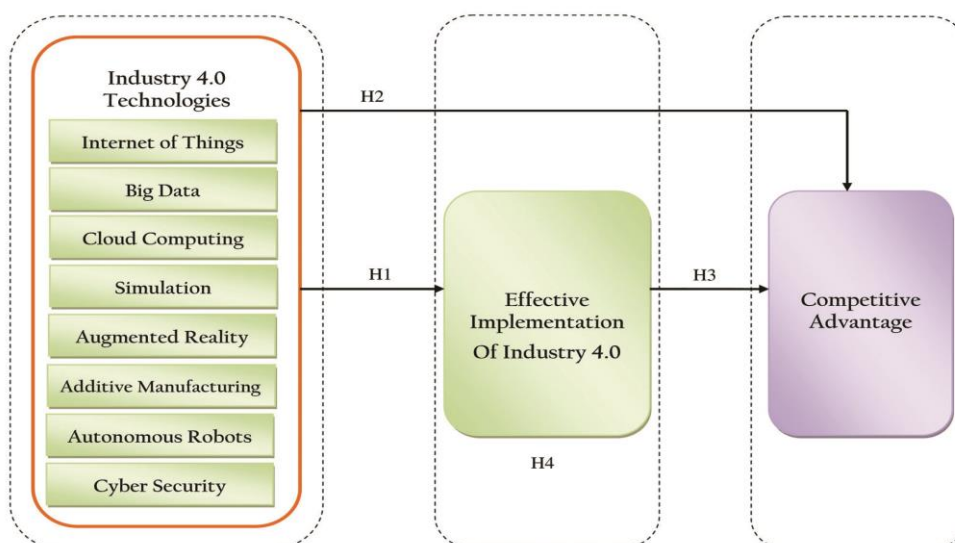 Industry 4.0
Technologies
Internet of Things
Big Data
Cloud Computing
Simulation
Augmented Reality
Additive Manufacturing
Autonomous Robots
Cyber Security
H2
H1
Effective
Implementation
Of Industry 4.0
H4
H3
Competitive
Advantage